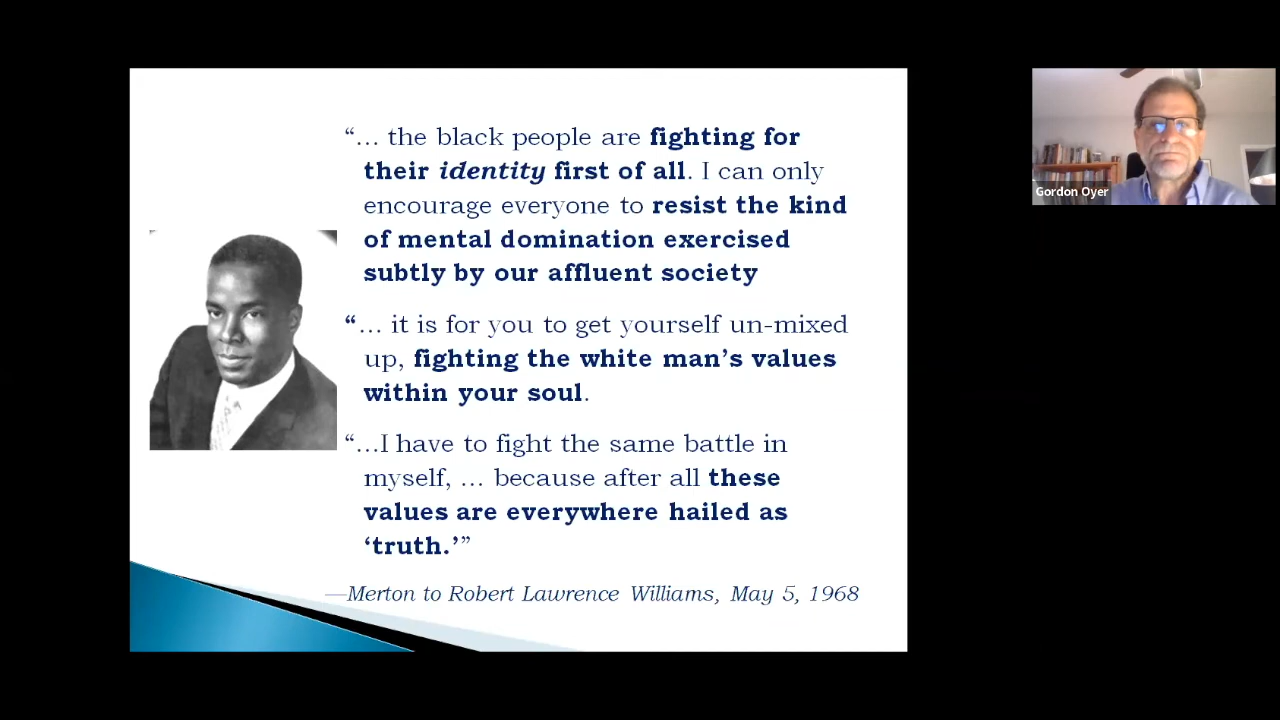 “... the black people are fighting for
their identity first of all. I can only
encourage everyone to resist the kind
of mental domination exercised
subtly by our affluent society
“... it is for you to get yourself un-mixed
up, fighting the white man’s values
within your soul.
“...I have to fight the same battle in
myself, ... because after all these
values are everywhere hailed as
‘truth.’”
—Merton to Robert Lawrence Williams, May 5, 1968
Gordon Oyer